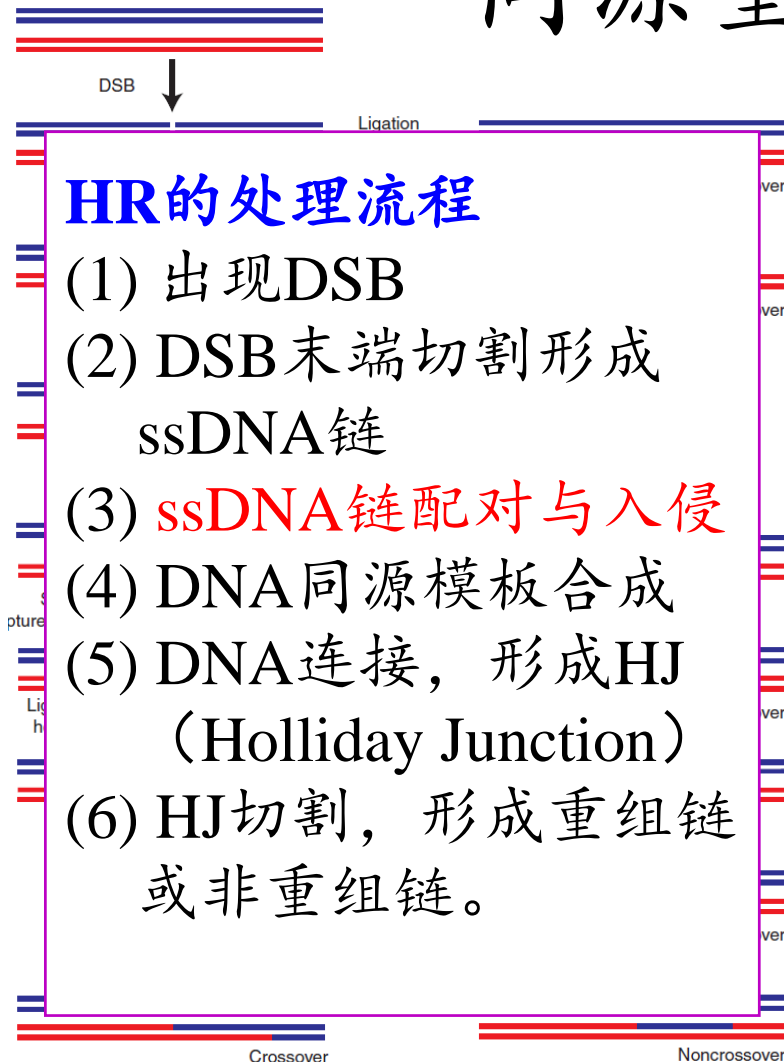 DSB
Ligation
HR的处理流程
(1) 出现DSB
(2) DSB末端切割形成
ssDNA链
(3) ssDNA链配对与入侵
(4) DNA同源模板合成
(5) DNA连接，形成HJ
（Holliday Junction）
(6) HJ切割，形成重组链
或非重组链。
Crossover
Noncrossover